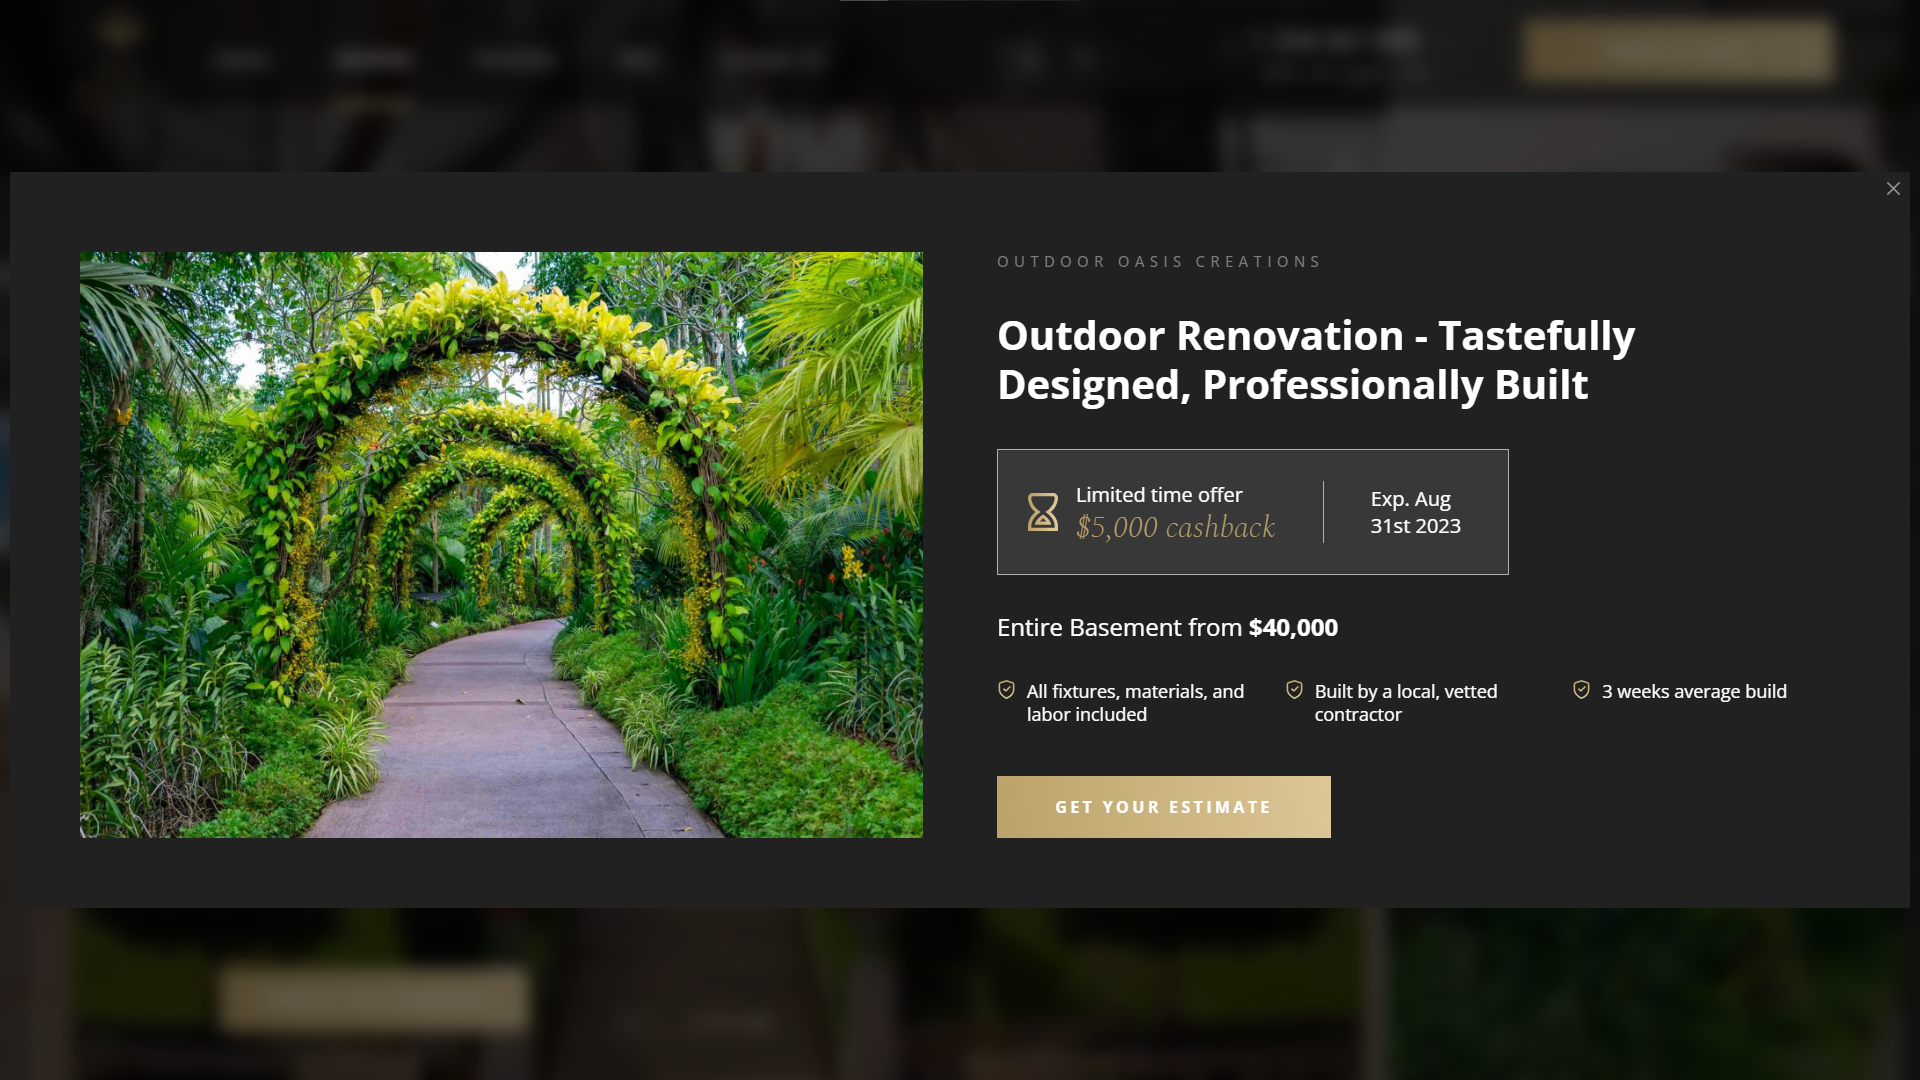 OUTDOOR OASIS CREATIONS
Outdoor Renovation - Tastefully
Designed, Professionally Built
Limited time offer
$5,000 cashback
Exp. Aug
31st 2023
Entire Basement from $40,000
All fixtures, materials, and
labor included
Built by a local, vetted
contractor
3 weeks average build
GET YOUR ESTIMATE